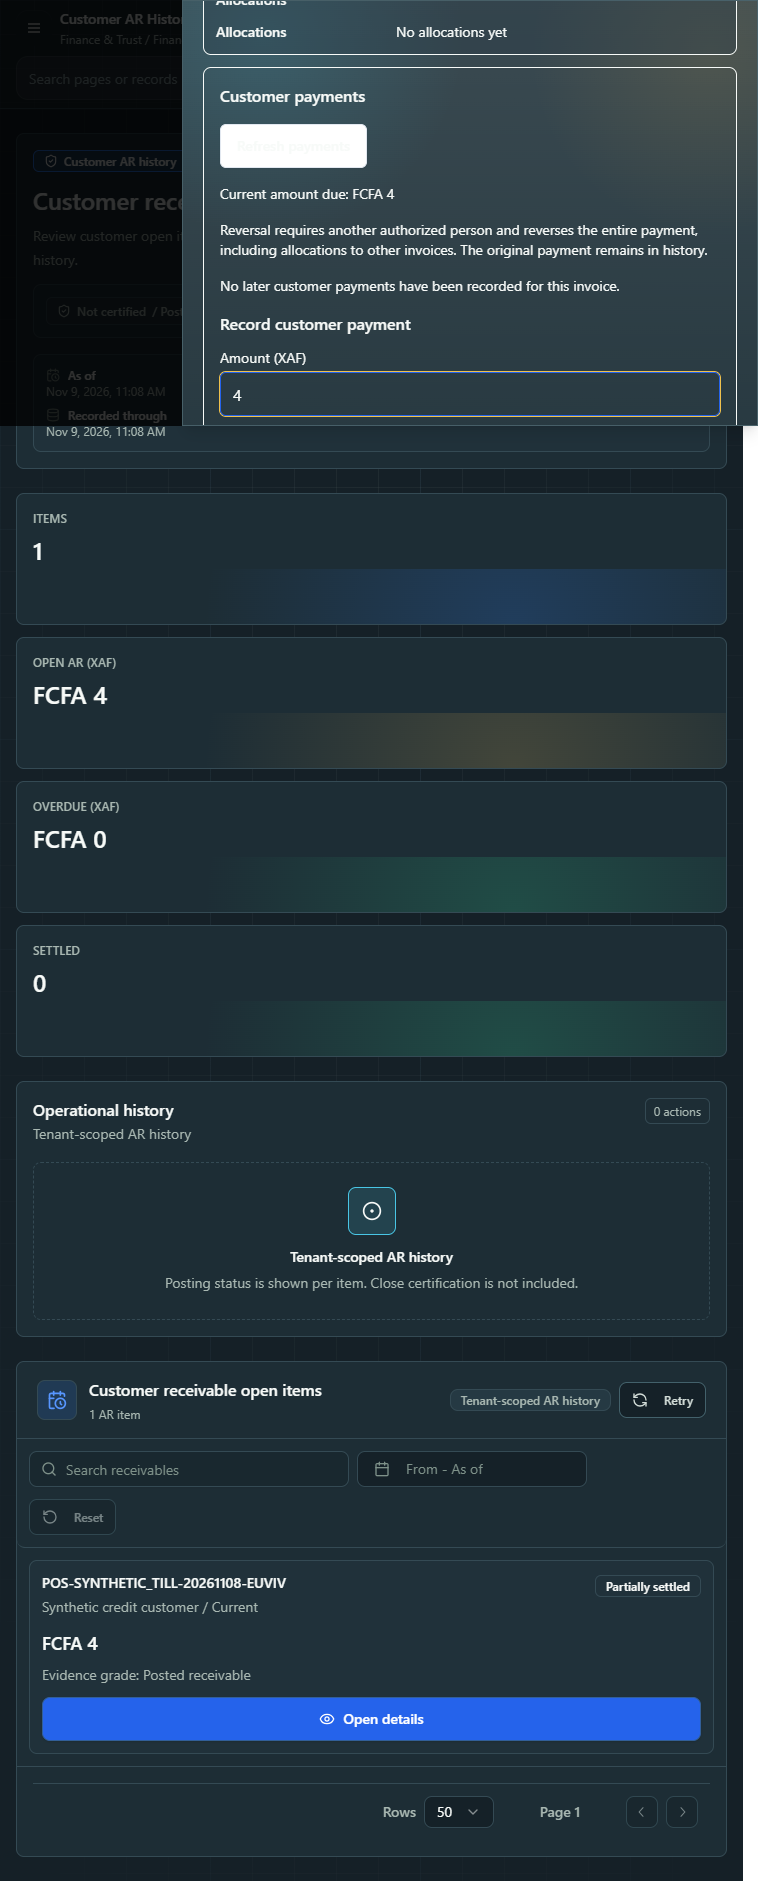 Customer AR Histor
Finance & Trust / Finan
Search pages or records
Customer AR history
Customer rec
Review customer open i
history.
Not certified / Post
As of
Nov 9, 2026, 11:08 AM
Recorded through
Nov 9, 2026, 11:08 AM
Allocations
Allocations No allocations yet
Customer payments
Refresh payments
Current amount due: FCFA 4
Reversal requires another authorized person and reverses the entire payment,
including allocations to other invoices. The original payment remains in history.
No later customer payments have been recorded for this invoice.
Record customer payment
Amount (XAF)
4
ITEMS
1
OPEN AR (XAF)
FCFA 4
OVERDUE (XAF)
FCFA 0
SETTLED
0
Operational history
0 actions
Tenant-scoped AR history
Tenant-scoped AR history
Posting status is shown per item. Close certification is not included.
Customer receivable open items
1 AR item
Tenant-scoped AR history
Retry
Search receivables
From - As of
Reset
POS-SYNTHETIC_TILL-20261108-EUVIV
Partially settled
Synthetic credit customer / Current
FCFA 4
Evidence grade: Posted receivable
Open details
Rows 50 Page 1